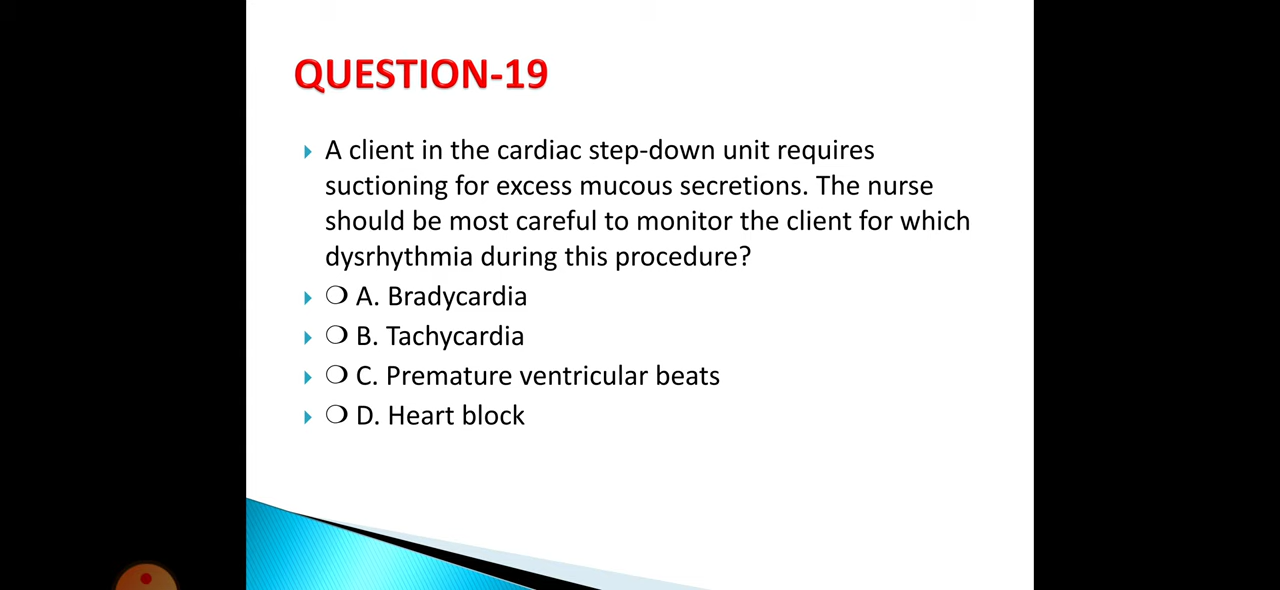 QUESTION-19
A client in the cardiac step-down unit requires
suctioning for excess mucous secretions. The nurse
should be most careful to monitor the client for which
dysrhythmia during this procedure?
❍ A. Bradycardia
❍ B. Tachycardia
❍ C. Premature ventricular beats
❍ D. Heart block